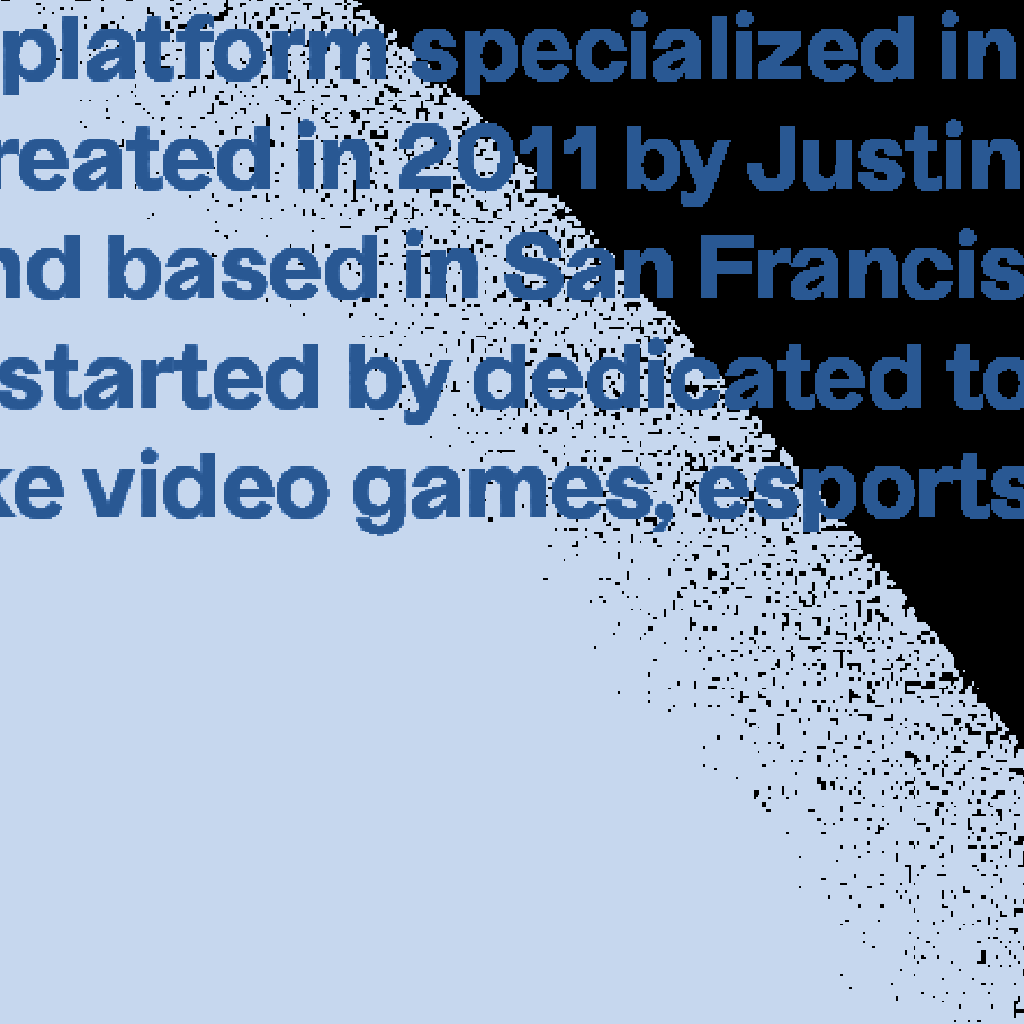 platform specialized in
reated in 2011 by Justin
nd based in San Francis
started by dedicated to
ke video games, esports